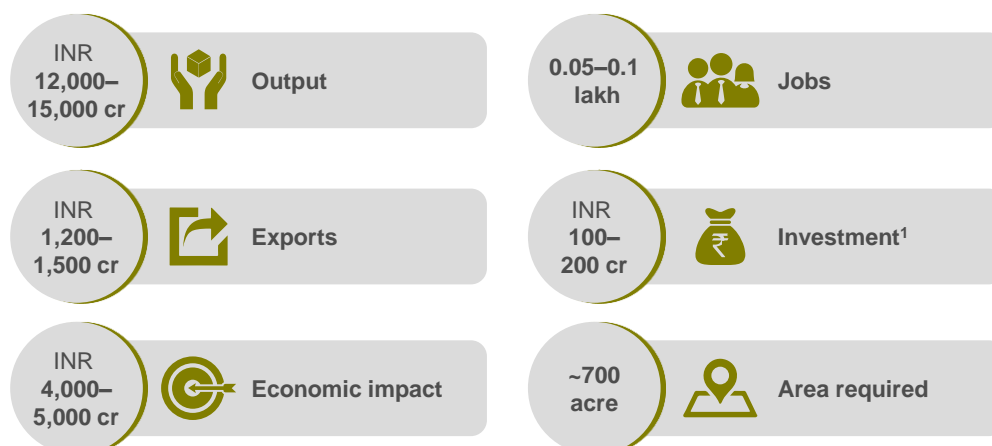 INR
12,000–
15,000 cr
Output
0.05–0.1
lakh
Jobs
INR
1,200–
1,500 cr
Exports
INR
100–
200 cr
₹
Investment¹
INR
4,000–
5,000 cr
Economic impact
~700
acre
Area required